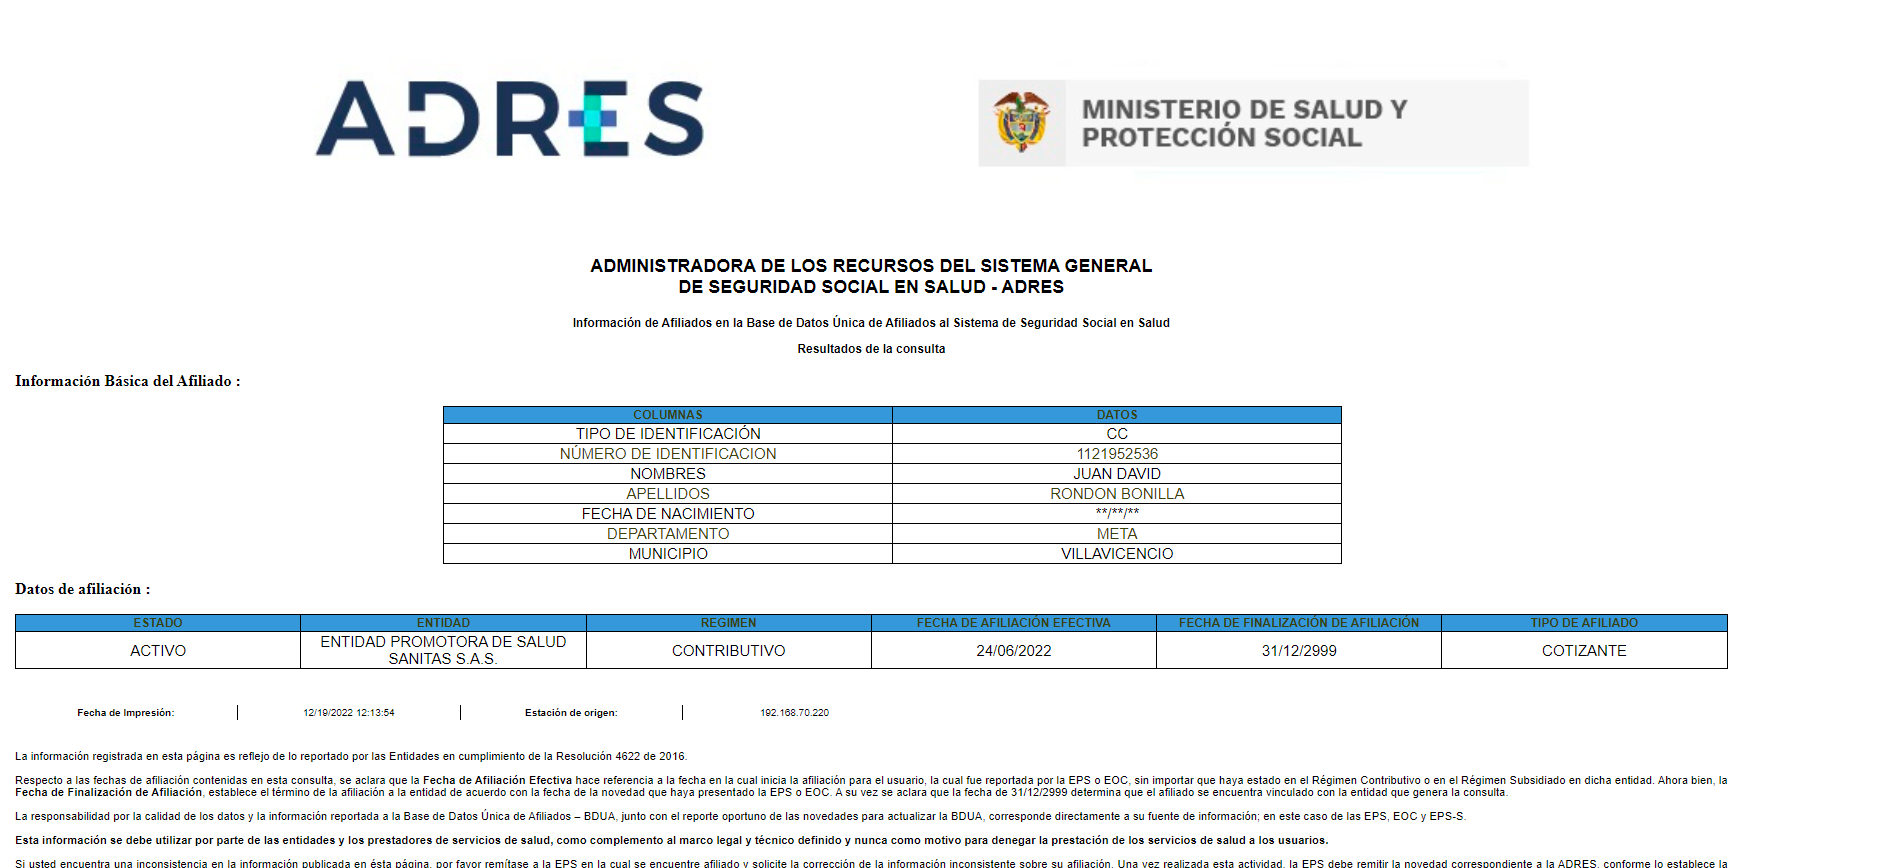 ADRES
MINISTERIO DE SALUD Y
PROTECCIÓN SOCIAL
ADMINISTRADORA DE LOS RECURSOS DEL SISTEMA GENERAL
DE SEGURIDAD SOCIAL EN SALUD - ADRES
Información de Afiliados en la Base de Datos Única de Afiliados al Sistema de Seguridad Social en Salud
Resultados de la consulta
Información Básica del Afiliado :
COLUMNAS DATOS
TIPO DE IDENTIFICACIÓN CC
NÚMERO DE IDENTIFICACION 1121952536
NOMBRES JUAN DAVID
APELLIDOS RONDON BONILLA
FECHA DE NACIMIENTO **/**/**
DEPARTAMENTO META
MUNICIPIO VILLAVICENCIO
Datos de afiliación :
ESTADO ENTIDAD REGIMEN FECHA DE AFILIACIÓN EFECTIVA FECHA DE FINALIZACIÓN DE AFILIACIÓN TIPO DE AFILIADO
ACTIVO ENTIDAD PROMOTORA DE SALUD
SANITAS S.A.S. CONTRIBUTIVO 24/06/2022 31/12/2999 COTIZANTE
Fecha de Impresión: 12/19/2022 12:13:54 Estación de origen: 192.168.70.220
La información registrada en esta página es reflejo de lo reportado por las Entidades en cumplimiento de la Resolución 4622 de 2016.
Respecto a las fechas de afiliación contenidas en esta consulta, se aclara que la Fecha de Afiliación Efectiva hace referencia a la fecha en la cual inicia la afiliación para el usuario, la cual fue reportada por la EPS o EOC, sin importar que haya estado en el Régimen Contributivo o en el Régimen Subsidiado en dicha entidad. Ahora bien, la
Fecha de Finalización de Afiliación, establece el término de la afiliación a la entidad de acuerdo con la fecha de la novedad que haya presentado la EPS o EOC. A su vez se aclara que la fecha de 31/12/2999 determina que el afiliado se encuentra vinculado con la entidad que genera la consulta.
La responsabilidad por la calidad de los datos y la información reportada a la Base de Datos Única de Afiliados – BDUA, junto con el reporte oportuno de las novedades para actualizar la BDUA, corresponde directamente a su fuente de información; en este caso de las EPS, EOC y EPS-S.
Esta información se debe utilizar por parte de las entidades y los prestadores de servicios de salud, como complemento al marco legal y técnico definido y nunca como motivo para denegar la prestación de los servicios de salud a los usuarios.
Si usted encuentra una inconsistencia en la información publicada en ésta página, por favor remítase a la EPS en la cual se encuentre afiliado y solicite la corrección de la información inconsistente sobre su afiliación. Una vez realizada esta actividad, la EPS debe remitir la novedad correspondiente a la ADRES, conforme lo establece la